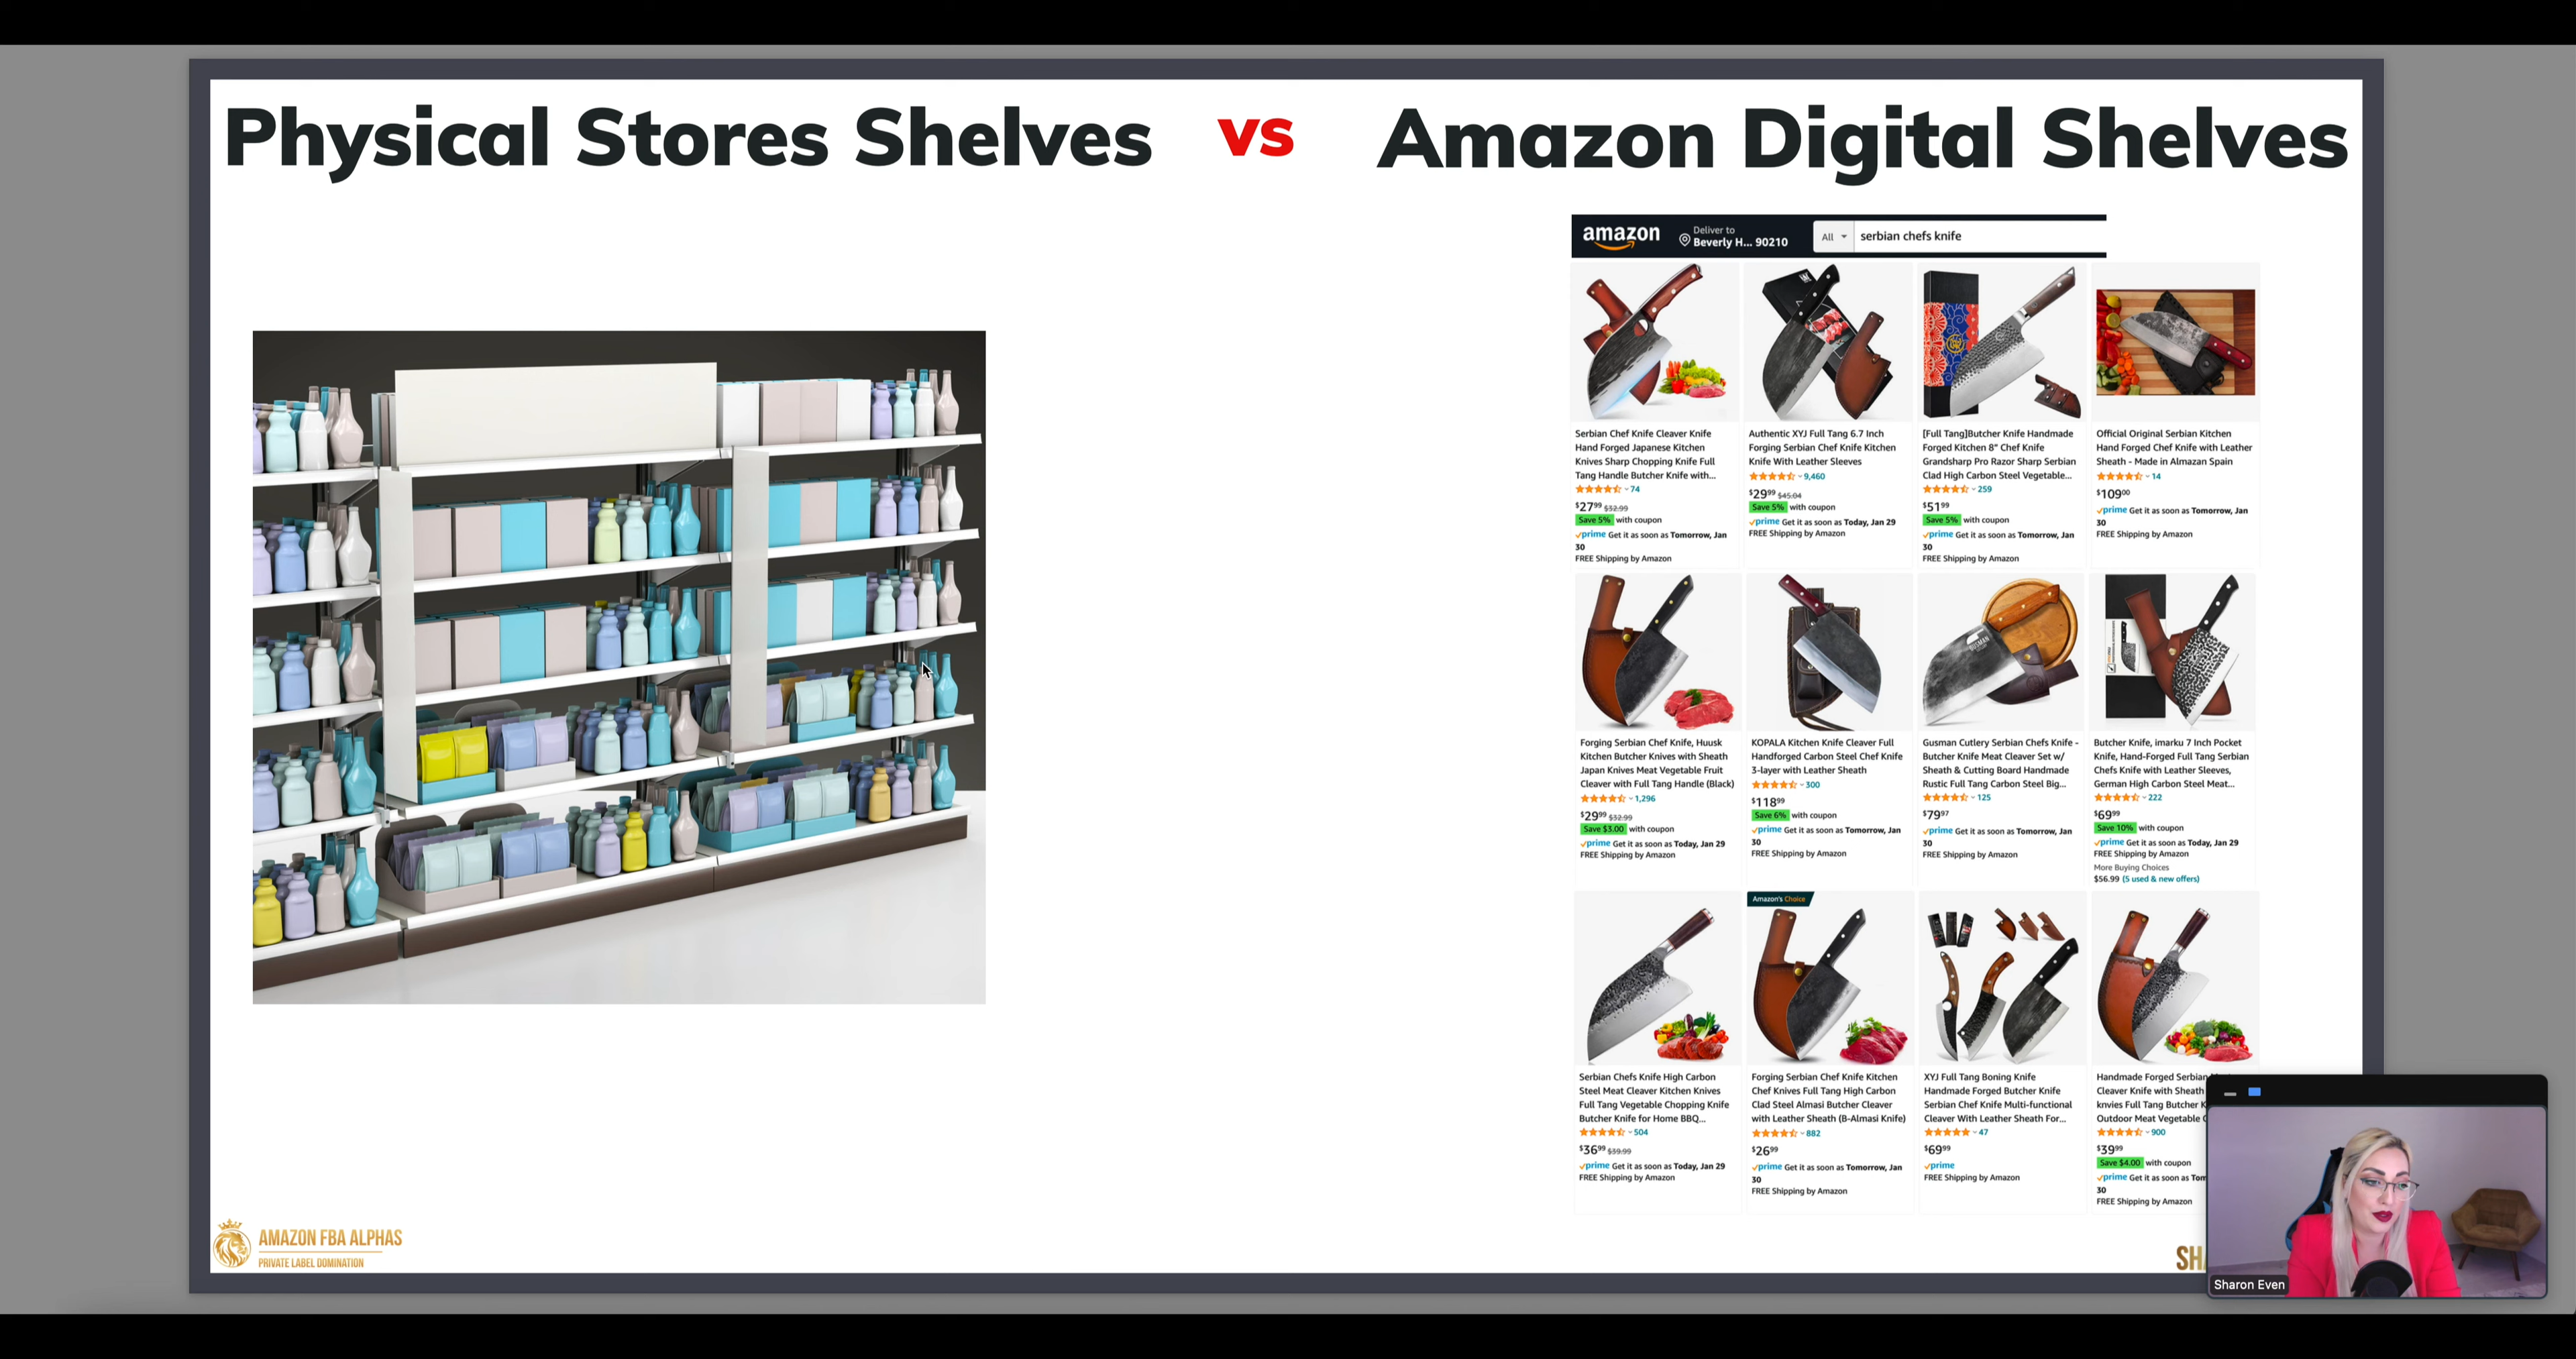 Physical Stores Shelves vs Amazon Digital Shelves
amazon
Deliver to
Beverly H... 90210
All
serbian chefs knife
Serbian Chef Knife Cleaver Knife
Hand Forged Japanese Kitchen
Knives Sharp Chopping Knife Full
Tang Handle Butcher Knife with...
74
$27.99 $32.99
Save 5% with coupon
prime Get it as soon as Tomorrow, Jan
30
FREE Shipping by Amazon
Authentic XYJ Full Tang 6.7 Inch
Forging Serbian Chef Knife Kitchen
Knife With Leather Sleeves
9,460
$29.99 $45.04
Save 5% with coupon
prime Get it as soon as Today, Jan 29
FREE Shipping by Amazon
[Full Tang]Butcher Knife Handmade
Forged Kitchen 8" Chef Knife
Grandsharp Pro Razor Sharp Serbian
Clad High Carbon Steel Vegetable...
259
$51.99
Save 5% with coupon
prime Get it as soon as Tomorrow, Jan
30
FREE Shipping by Amazon
Official Original Serbian Kitchen
Hand Forged Chef Knife with Leather
Sheath - Made in Almazan Spain
14
$109.00
prime Get it as soon as Tomorrow, Jan
30
FREE Shipping by Amazon
Forging Serbian Chef Knife, Huusk
Kitchen Butcher Knives with Sheath
Japan Knives Meat Vegetable Fruit
Cleaver with Full Tang Handle (Black)
1,296
$29.99 $32.99
Save $3.00 with coupon
prime Get it as soon as Today, Jan 29
FREE Shipping by Amazon
KOPALA Kitchen Knife Cleaver Full
Handforged Carbon Steel Chef Knife
3-layer with Leather Sheath
300
$118.99
Save 6% with coupon
prime Get it as soon as Tomorrow, Jan
30
FREE Shipping by Amazon
Gusman Cutlery Serbian Chefs Knife -
Butcher Knife Meat Cleaver Set w/
Sheath & Cutting Board Handmade
Rustic Full Tang Carbon Steel Big...
125
$79.97
prime Get it as soon as Tomorrow, Jan
30
FREE Shipping by Amazon
Butcher Knife, imarku 7 Inch Pocket
Knife, Hand-Forged Full Tang Serbian
Chefs Knife with Leather Sleeves,
German High Carbon Steel Meat...
222
$69.99
Save 10% with coupon
prime Get it as soon as Today, Jan 29
FREE Shipping by Amazon
More Buying Choices
$56.99 (5 used & new offers)
Serbian Chefs Knife High Carbon
Steel Meat Cleaver Kitchen Knives
Full Tang Vegetable Chopping Knife
Butcher Knife for Home BBQ...
504
$36.99 $39.99
prime Get it as soon as Today, Jan 29
FREE Shipping by Amazon
Amazon's Choice
Forging Serbian Chef Knife Kitchen
Chef Knives Full Tang High Carbon
Clad Steel Almasi Butcher Cleaver
with Leather Sheath (B-Almasi Knife)
882
$26.99
prime Get it as soon as Tomorrow, Jan
30
FREE Shipping by Amazon
XYJ Full Tang Boning Knife
Handmade Forged Butcher Knife
Serbian Chef Knife Multi-functional
Cleaver With Leather Sheath For...
47
$69.99
prime
FREE Shipping by Amazon
Handmade Forged Serbian
Cleaver Knife with Sheath
knvies Full Tang Butcher K
Outdoor Meat Vegetable
900
$39.99
Save $4.00 with coupon
prime Get it as soon as Tom
30
FREE Shipping by Amazon
AMAZON FBA ALPHAS
PRIVATE LABEL DOMINATION
Sharon Even